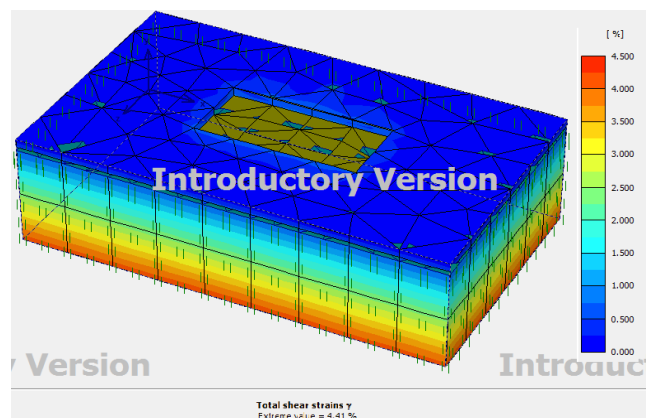 [ %]
4.500
4.000
3.500
3.000
2.500
2.000
1.500
1.000
0.500
0.000
Introductory Version
y Version
Introduct
Total shear strains γ
Extreme value = 4.41 %